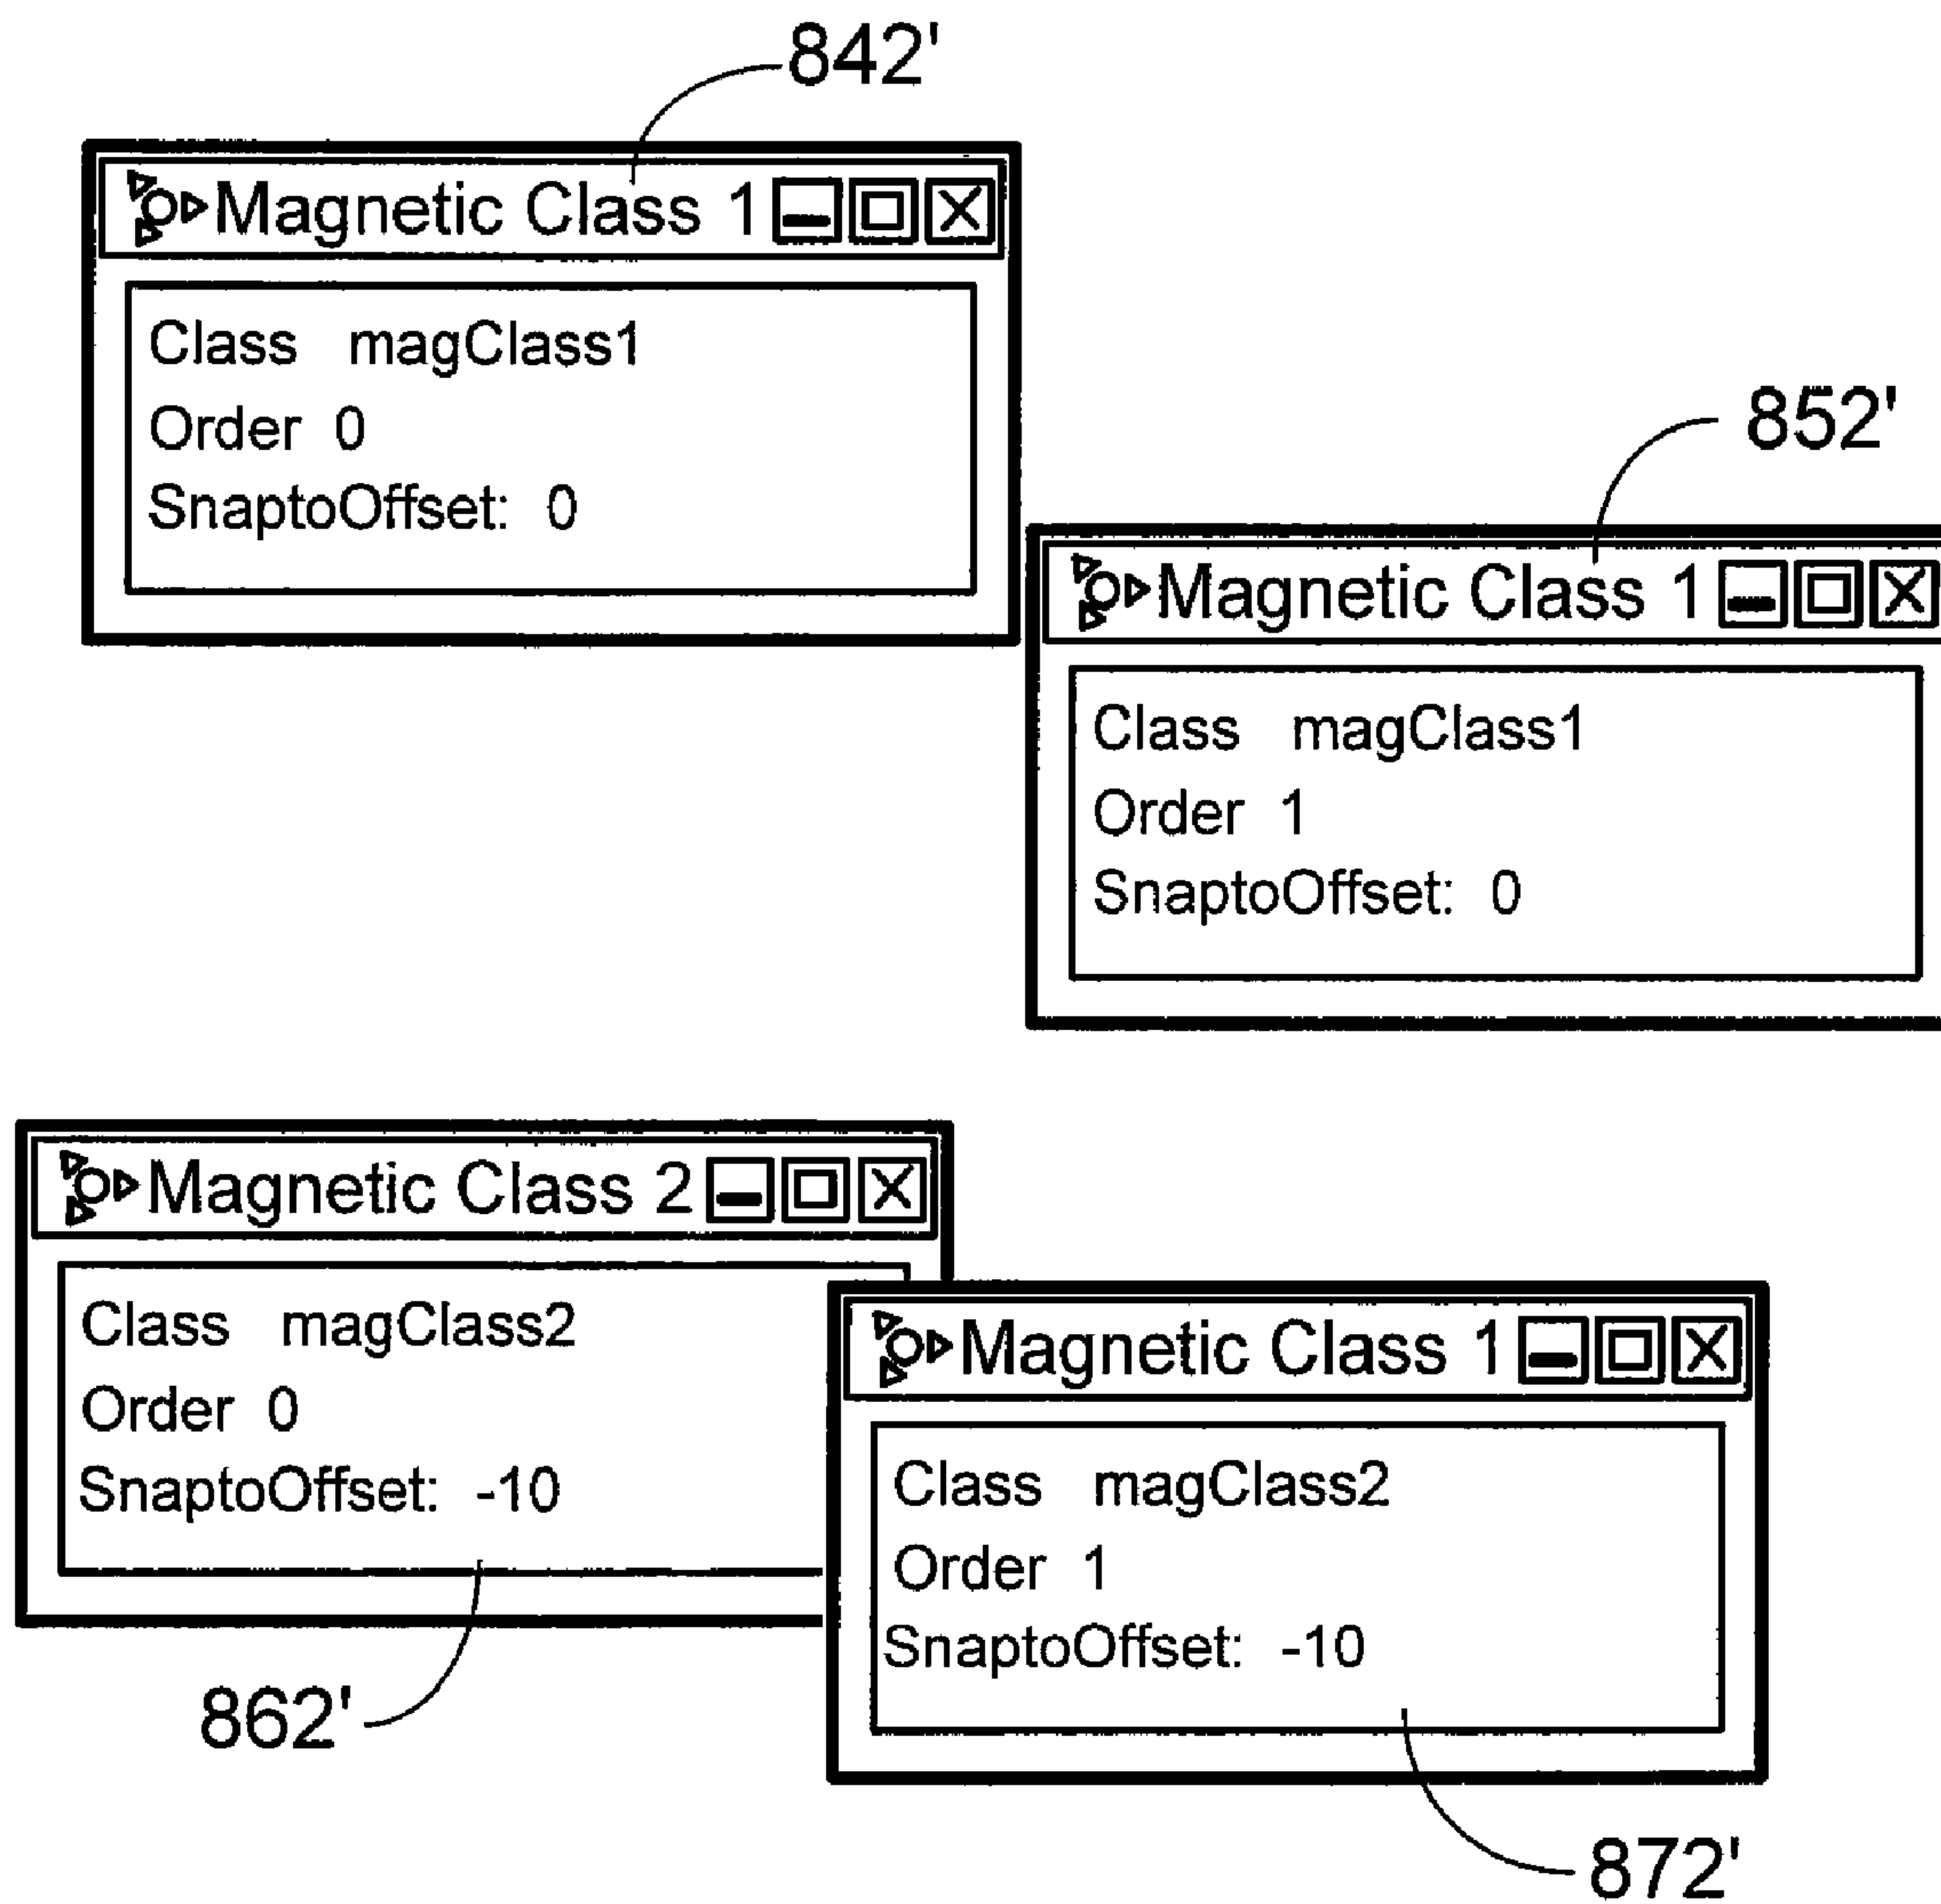 842'
Magnetic Class 1
Class magClass1
Order 0
SnaptoOffset: 0
852'
Magnetic Class 1
Class magClass1
Order 1
SnaptoOffset: 0
Magnetic Class 2
Class magClass2
Order 0
SnaptoOffset: -10
862'
Magnetic Class 1
Class magClass2
Order 1
SnaptoOffset: -10
872'